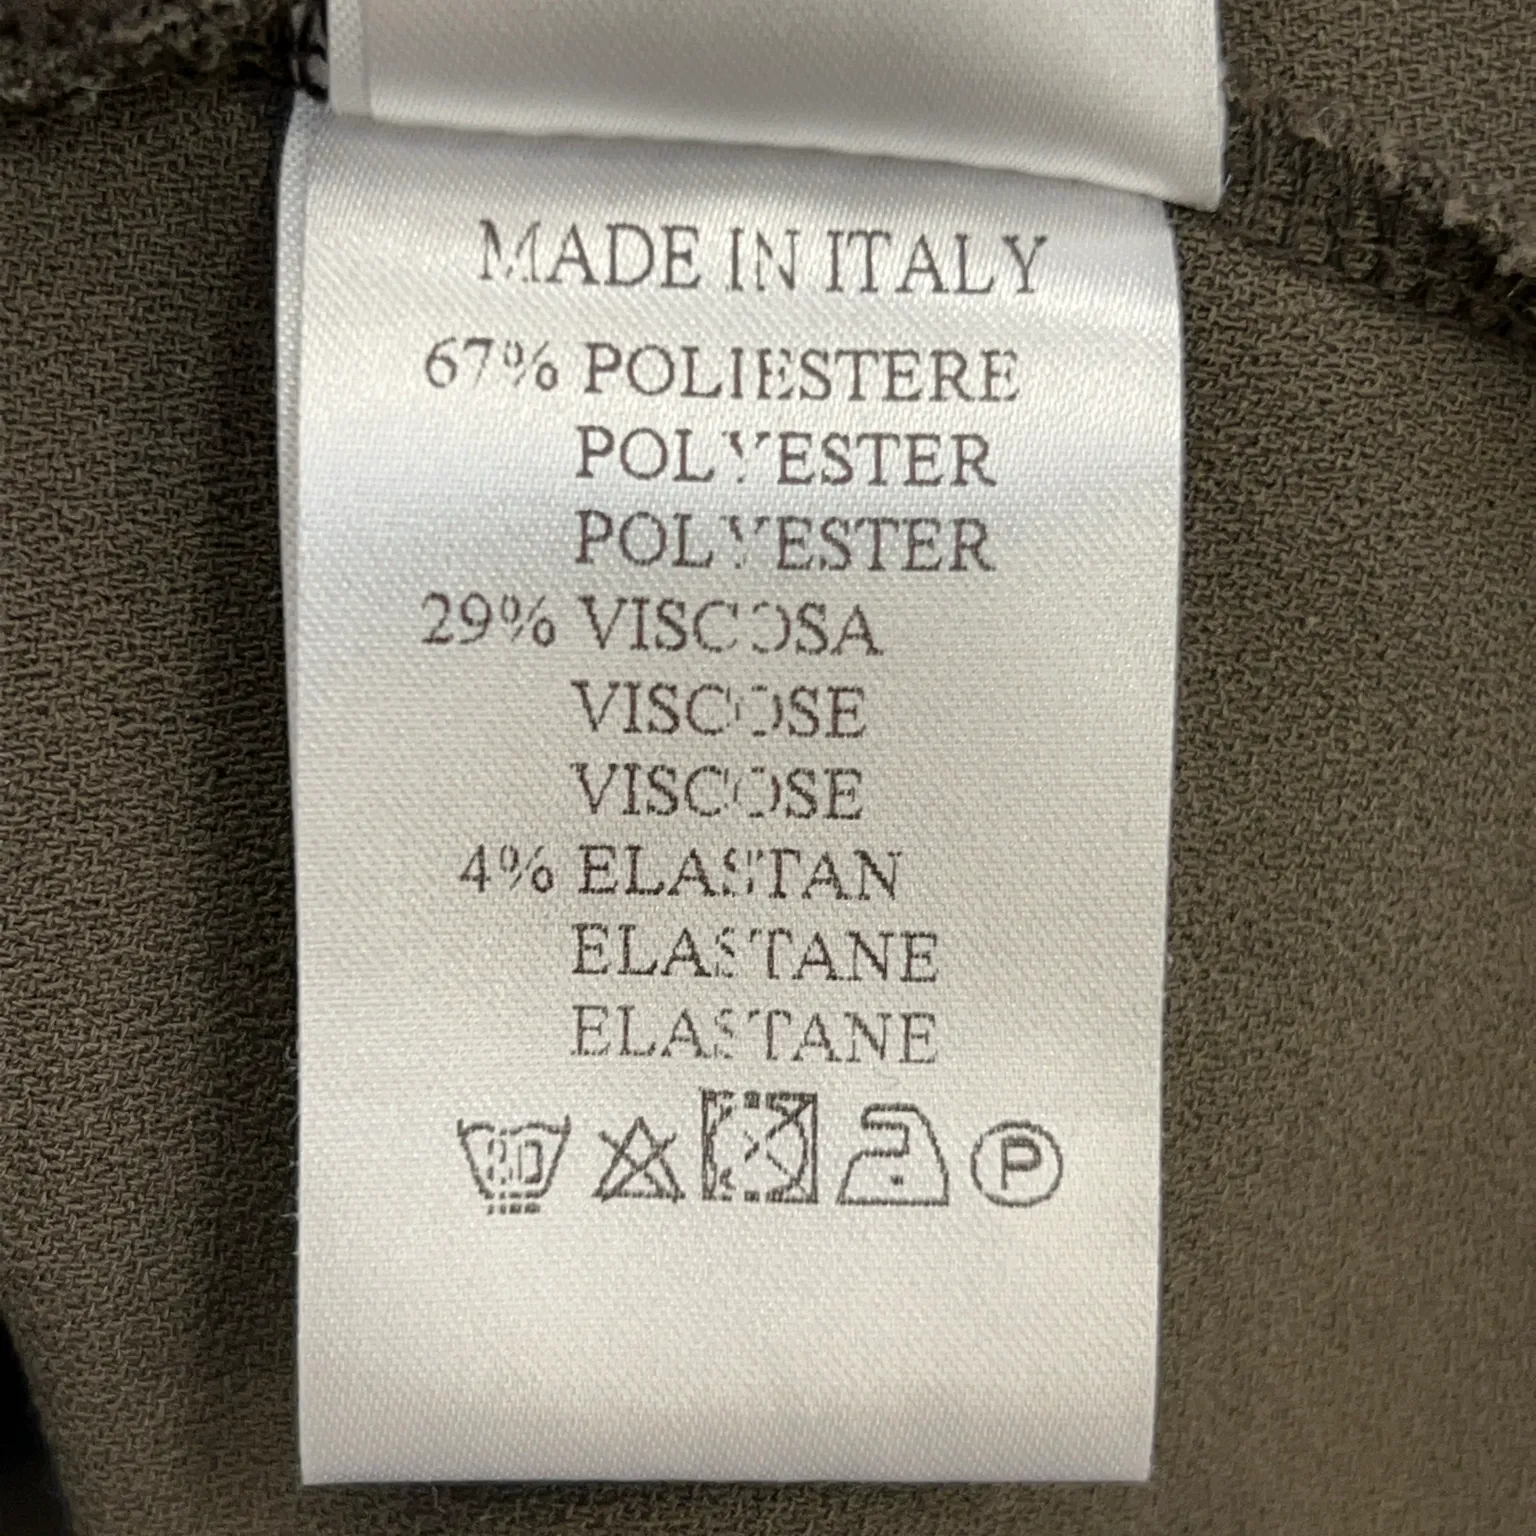 MADE IN ITALY
67% POLIESTERE
POLYESTER
POLYESTER
29% VISCOSA
VISCOSE
VISCOSE
4% ELASTAN
ELASTANE
ELASTANE
P